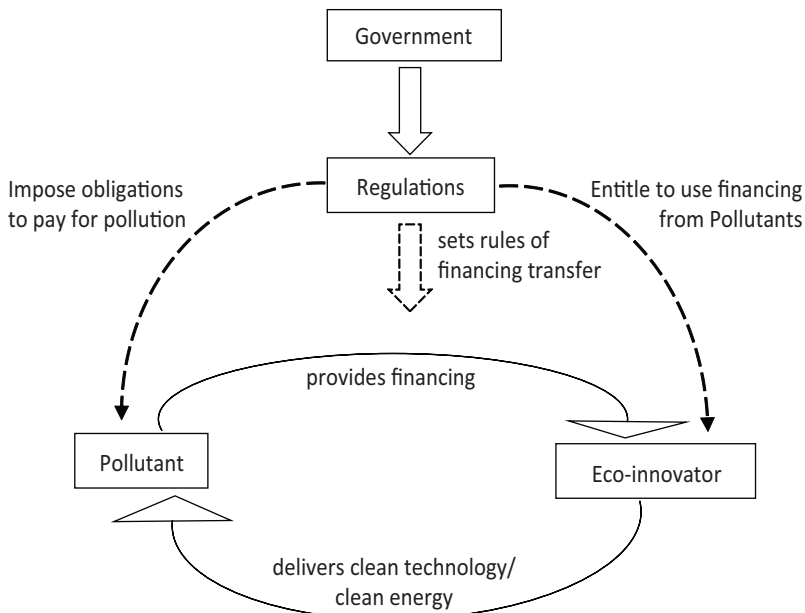 Government
Regulations
Impose obligations
to pay for pollution
Entitle to use financing
from Pollutants
sets rules of
financing transfer
provides financing
Pollutant
Eco-innovator
delivers clean technology/
clean energy